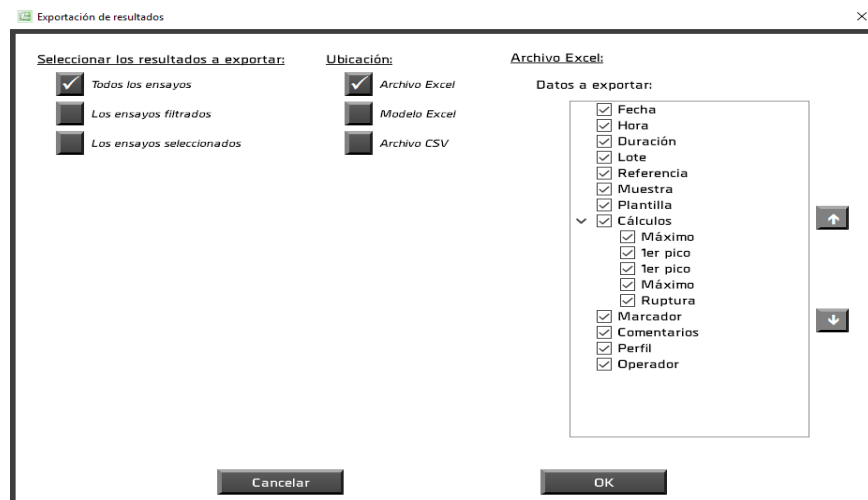 Exportación de resultados
Seleccionar los resultados a exportar:
Todos los ensayos
Los ensayos filtrados
Los ensayos seleccionados
Ubicación:
Archivo Excel
Modelo Excel
Archivo CSV
Archivo Excel:
Datos a exportar:
Fecha
Hora
Duración
Lote
Referencia
Muestra
Plantilla
Cálculos
Máximo
1er pico
1er pico
Máximo
Ruptura
Marcador
Comentarios
Perfil
Operador
Cancelar
OK